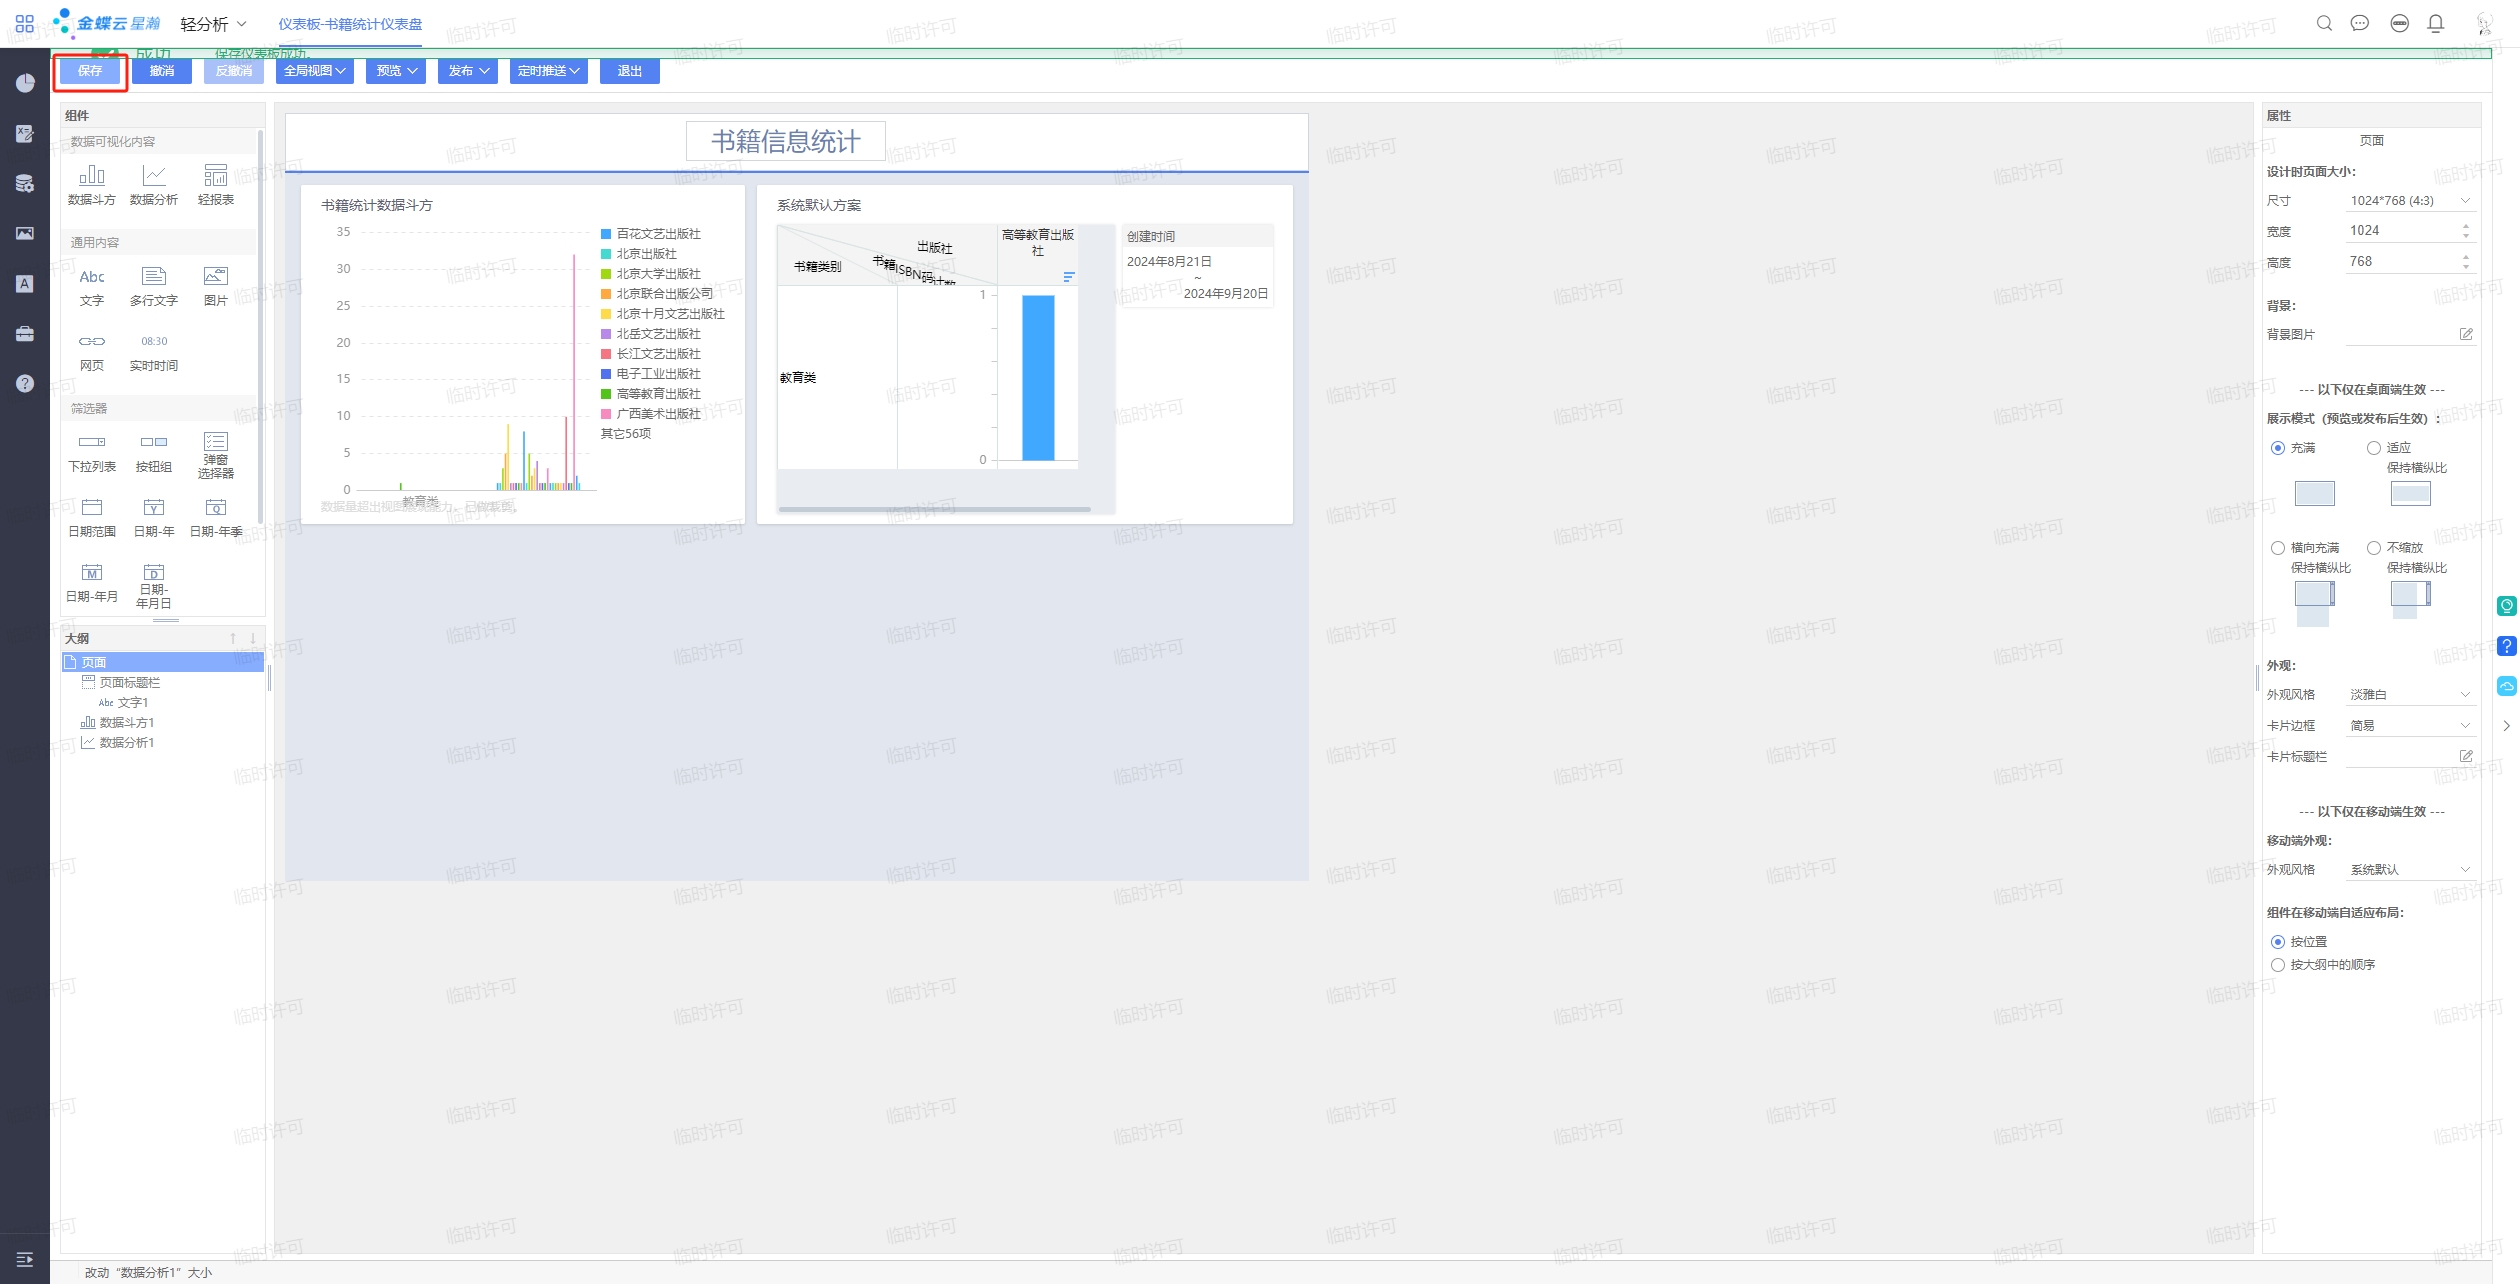 金蝶云星瀚
轻分析
仪表板-书籍统计仪表盘
成功
保存仪表板成功。
保存
撤消
反撤消
全局视图
预览
发布
定时推送
退出
组件
数据可视化内容
数据斗方
数据分析
轻报表
通用内容
Abc
文字
多行文字
图片
网页
08:30
实时时间
筛选器
下拉列表
按钮组
弹窗
选择器
日期范围
Y
日期-年
Q
日期-年季
M
日期-年月
D
日期-
年月日
大纲
页面
页面标题栏
Abc 文字1
数据斗方1
数据分析1
书籍信息统计
书籍统计数据斗方
35
30
25
20
15
10
5
0
教育类
百花文艺出版社
北京出版社
北京大学出版社
北京联合出版公司
北京十月文艺出版社
北岳文艺出版社
长江文艺出版社
电子工业出版社
高等教育出版社
广西美术出版社
其它56项
系统默认方案
出版社
书籍ISBN码计数
书籍类别
高等教育出版
社
1
0
教育类
创建时间
2024年8月21日
~
2024年9月20日
属性
页面
设计时页面大小:
尺寸
1024*768 (4:3)
宽度
1024
高度
768
背景:
背景图片
--- 以下仅在桌面端生效 ---
展示模式（预览或发布后生效）:
充满
适应
保持横纵比
横向充满
保持横纵比
不缩放
保持横纵比
外观:
外观风格
淡雅白
卡片边框
简易
卡片标题栏
--- 以下仅在移动端生效 ---
移动端外观:
外观风格
系统默认
组件在移动端自适应布局:
按位置
按大纲中的顺序
改动“数据分析1”大小
临时许可